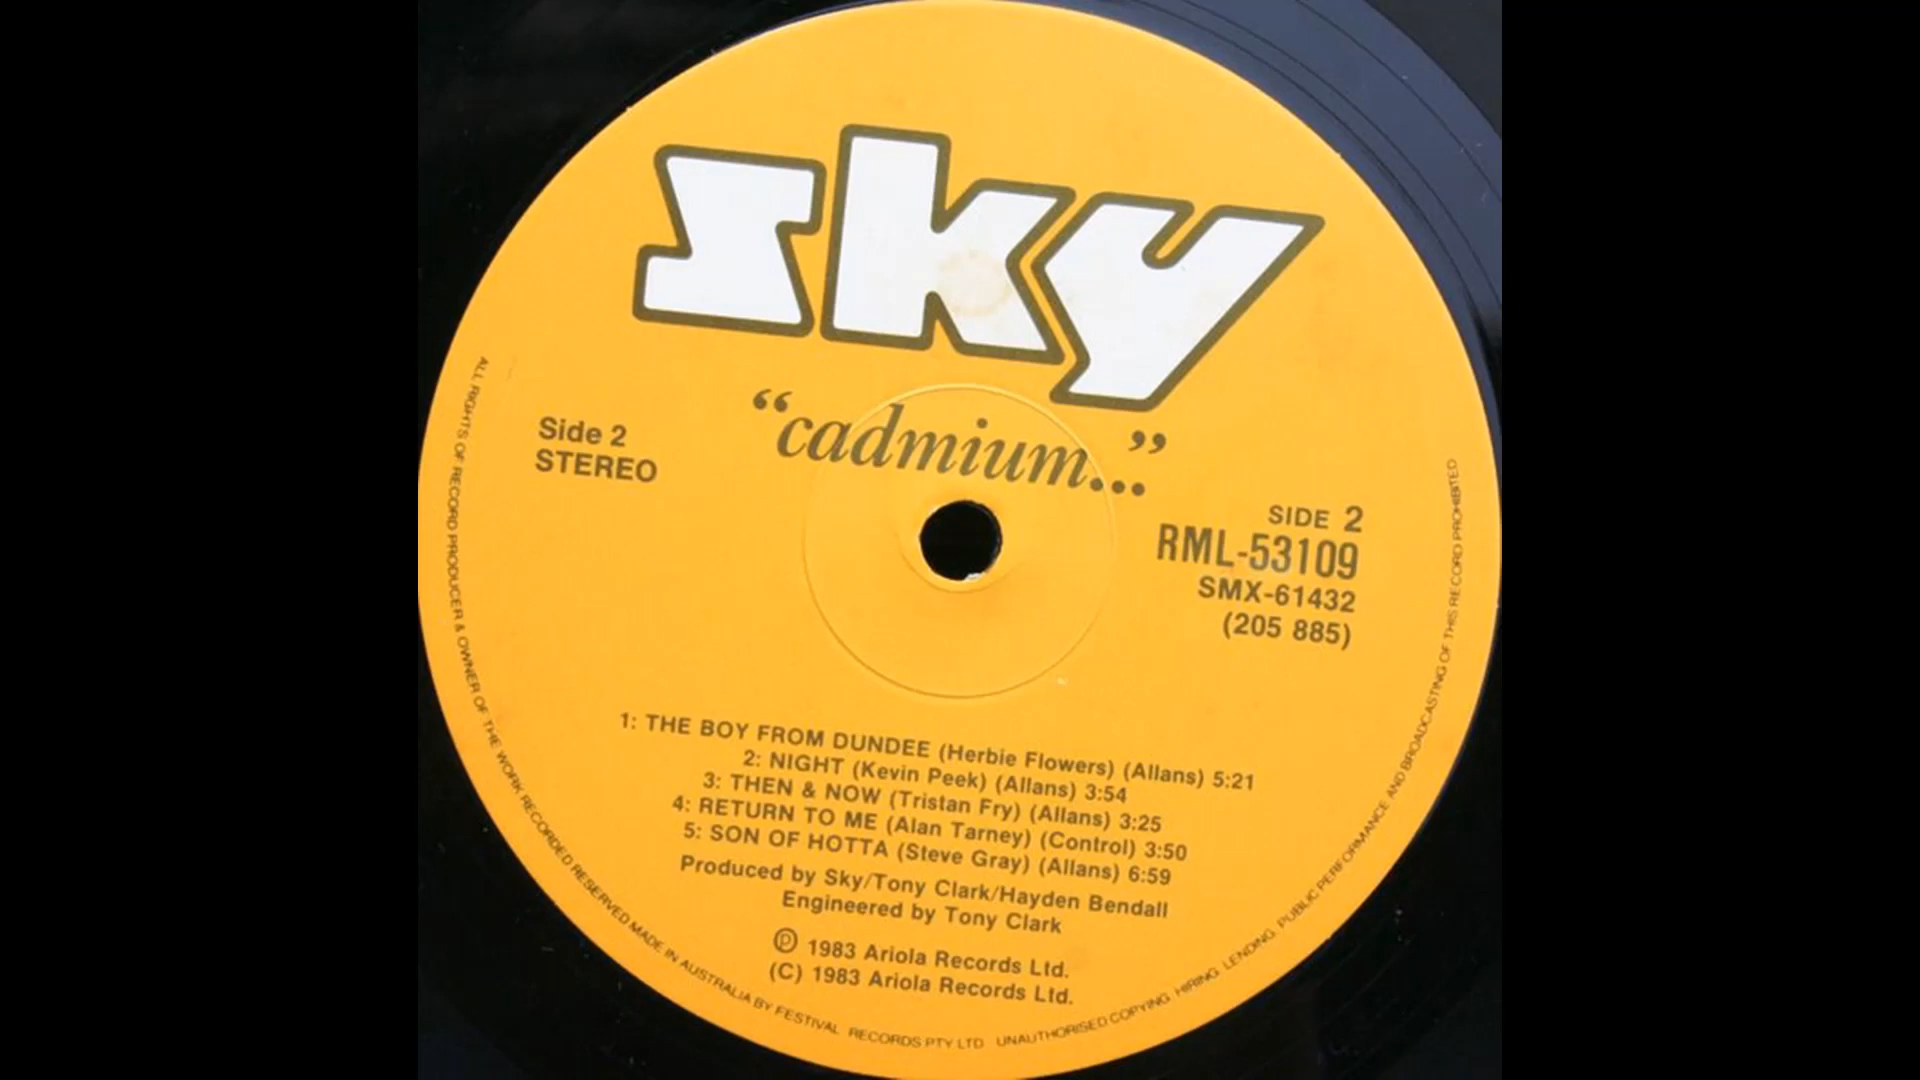 sky
“cadmium...”
Side 2
STEREO
SIDE 2
RML-53109
SMX-61432
(205 885)
1: THE BOY FROM DUNDEE (Herbie Flowers) (Allans) 5:21
2: NIGHT (Kevin Peek) (Allans) 3:54
3: THEN & NOW (Tristan Fry) (Allans) 3:25
4: RETURN TO ME (Alan Tarney) (Control) 3:50
5: SON OF HOTTA (Steve Gray) (Allans) 6:59
Produced by Sky/Tony Clark/Hayden Bendall
Engineered by Tony Clark
Ⓟ 1983 Ariola Records Ltd.
(C) 1983 Ariola Records Ltd.
ALL RIGHTS OF RECORD PRODUCER & OWNER OF THE WORK RECORDED RESERVED MADE IN AUSTRALIA BY FESTIVAL RECORDS PTY LTD UNAUTHORISED COPYING HIRING LENDING PUBLIC PERFORMANCE AND BROADCASTING OF THIS RECORD PROHIBITED